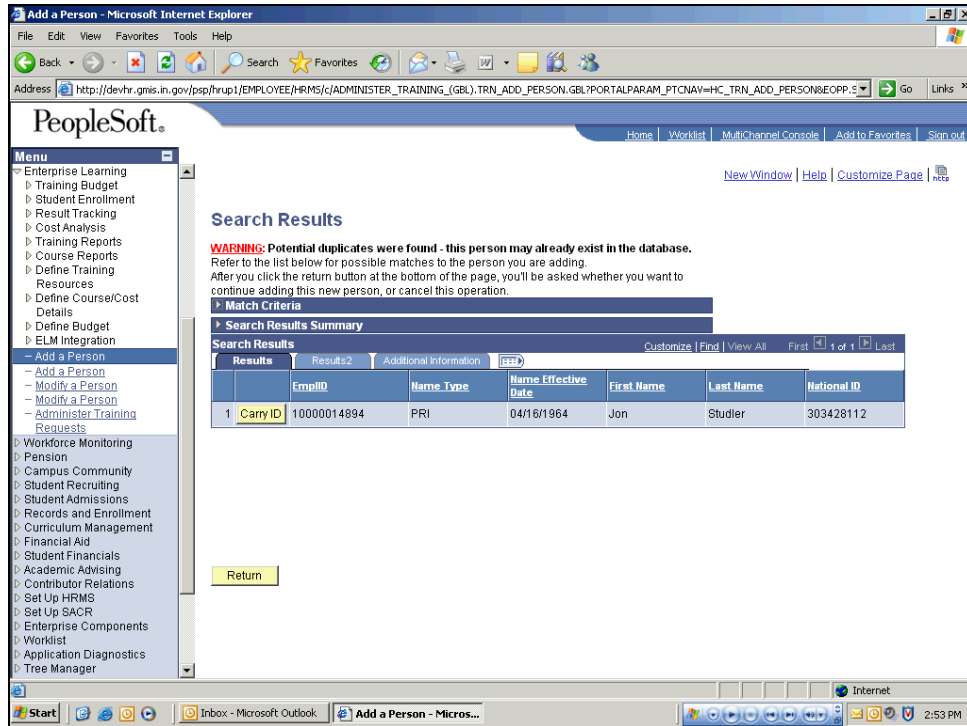 Add a Person - Microsoft Internet Explorer
File Edit View Favorites Tools Help
Back Search Favorites
Address http://devhr.gmis.in.gov/psp/hrup1/EMPLOYEE/HRMS/c/ADMINISTER_TRAINING_(GBL).TRN_ADD_PERSON.GBL?PORTALPARAM_PTCNAV=HC_TRN_ADD_PERSON&EOPP.S Go Links »
PeopleSoft®
Home | Worklist | MultiChannel Console | Add to Favorites | Sign out
Menu
Enterprise Learning
Training Budget
Student Enrollment
Result Tracking
Cost Analysis
Training Reports
Course Reports
Define Training
Resources
Define Course/Cost
Details
Define Budget
ELM Integration
– Add a Person
– Add a Person
– Modify a Person
– Modify a Person
– Administer Training
Requests
Workforce Monitoring
Pension
Campus Community
Student Recruiting
Student Admissions
Records and Enrollment
Curriculum Management
Financial Aid
Student Financials
Academic Advising
Contributor Relations
Set Up HRMS
Set Up SACR
Enterprise Components
Worklist
Application Diagnostics
Tree Manager
New Window | Help | Customize Page | http
Search Results
WARNING: Potential duplicates were found - this person may already exist in the database.
Refer to the list below for possible matches to the person you are adding.
After you click the return button at the bottom of the page, you'll be asked whether you want to
continue adding this new person, or cancel this operation.
Match Criteria
Search Results Summary
Search Results Customize | Find | View All First 1 of 1 Last
Results Results2 Additional Information
EmplID Name Type Name Effective Date First Name Last Name National ID
1 Carry ID 10000014894 PRI 04/16/1964 Jon Studler 303428112
Return
Internet
Start Inbox - Microsoft Outlook Add a Person - Micros... 2:53 PM